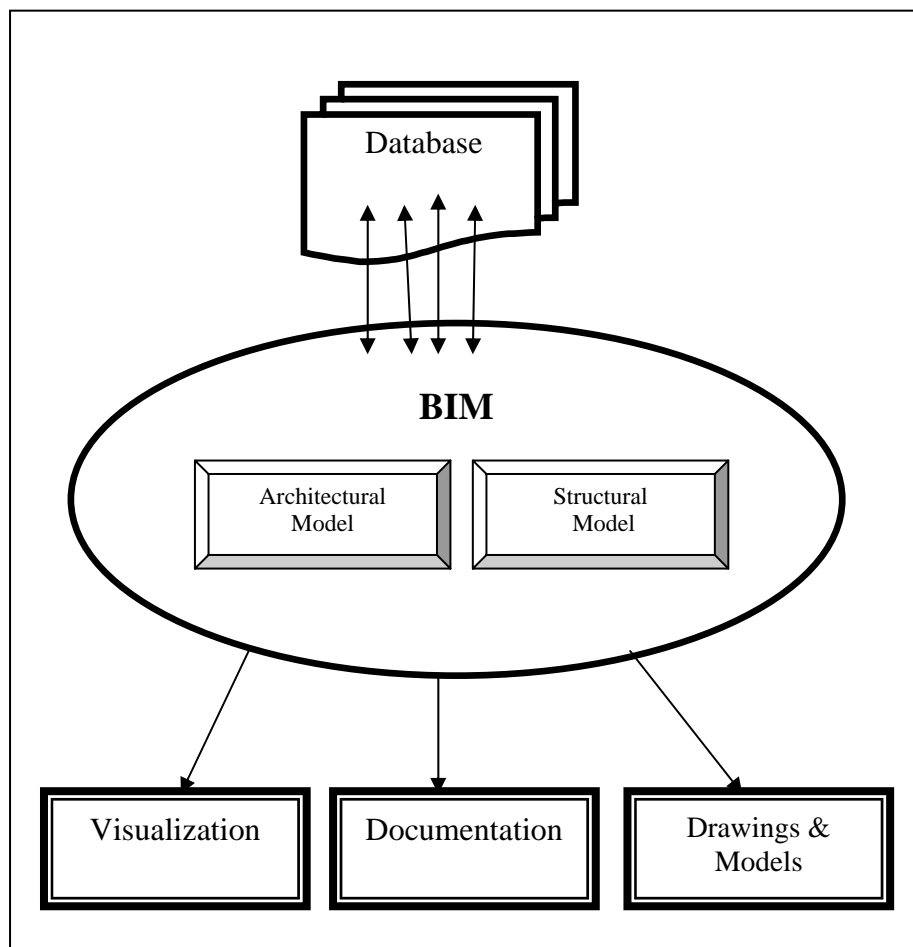 Database
BIM
Architectural
Model
Structural
Model
Visualization
Documentation
Drawings &
Models